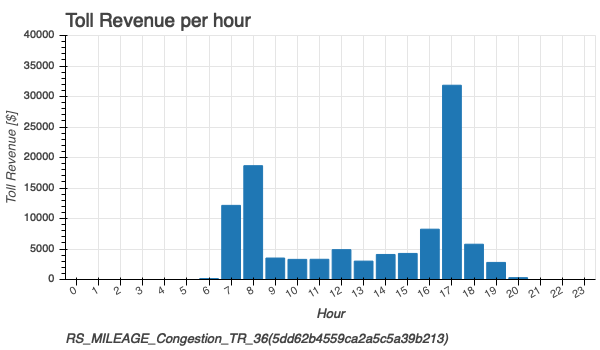 Toll Revenue per hour
40000
35000
30000
25000
20000
15000
10000
5000
0
Toll Revenue [$]
0 1 2 3 4 5 6 7 8 9 10 11 12 13 14 15 16 17 18 19 20 21 22 23
Hour
RS_MILEAGE_Congestion_TR_36(5dd62b4559ca2a5c5a39b213)